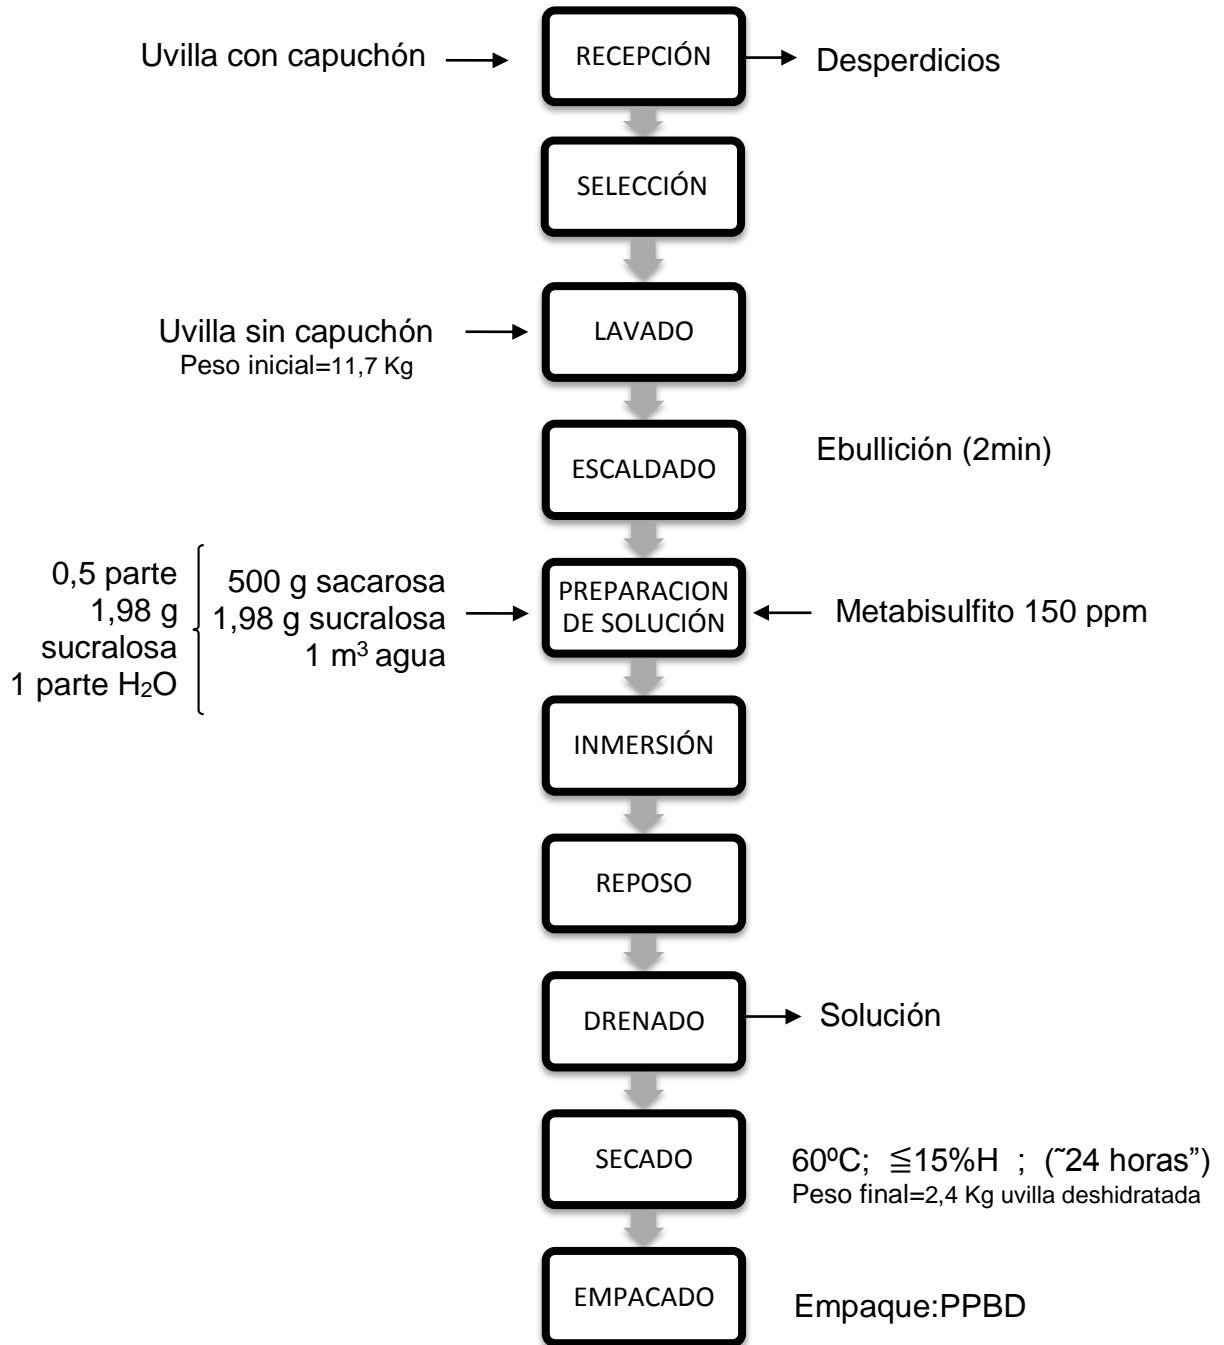 Uvilla con capuchón
RECEPCIÓN
Desperdicios
SELECCIÓN
Uvilla sin capuchón
Peso inicial=11,7 Kg
LAVADO
ESCALDADO
Ebullición (2min)
0,5 parte
1,98 g
sucralosa
1 parte H₂O
500 g sacarosa
1,98 g sucralosa
1 m³ agua
PREPARACION
DE SOLUCIÓN
Metabisulfito 150 ppm
INMERSIÓN
REPOSO
DRENADO
Solución
SECADO
60ºC; ≦15%H ; (˜24 horas”)
Peso final=2,4 Kg uvilla deshidratada
EMPACADO
Empaque:PPBD